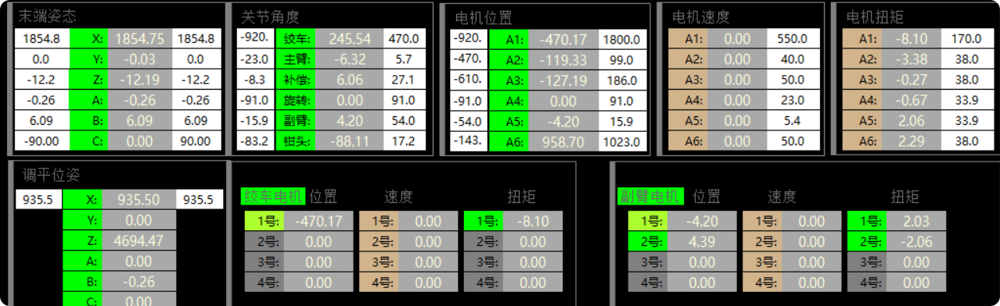 末端姿态
1854.8 X: 1854.75 1854.8
0.0 Y: -0.03 0.0
-12.2 Z: -12.19 -12.2
-0.26 A: -0.26 -0.26
6.09 B: 6.09 6.09
-90.00 C: 0.00 90.00
关节角度
-920. 绞车: 245.54 470.0
-23.0 主臂: -6.32 5.7
-8.3 补偿: 6.06 27.1
-91.0 旋转: 0.00 91.0
-15.9 副臂: 4.20 54.0
-83.2 钳头: -88.11 17.2
电机位置
-920. A1: -470.17 1800.0
-470. A2: -119.33 99.0
-610. A3: -127.19 186.0
-91.0 A4: 0.00 91.0
-54.0 A5: -4.20 15.9
-143. A6: 958.70 1023.0
电机速度
A1: 0.00 550.0
A2: 0.00 40.0
A3: 0.00 50.0
A4: 0.00 23.0
A5: 0.00 5.4
A6: 0.00 50.0
电机扭矩
A1: -8.10 170.0
A2: -3.38 38.0
A3: -0.27 38.0
A4: -0.67 33.9
A5: 2.06 33.9
A6: 2.29 38.0
调平位姿
935.5 X: 935.50 935.5
Y: 0.00
Z: 4694.47
A: 0.00
B: -0.26
C: 0.00
绞车电机 位置 速度 扭矩
1号: -470.17 1号: 0.00 1号: -8.10
2号: 0.00 2号: 0.00 2号: 0.00
3号: 0.00 3号: 0.00 3号: 0.00
4号: 0.00 4号: 0.00 4号: 0.00
副臂电机 位置 速度 扭矩
1号: -4.20 1号: 0.00 1号: 2.03
2号: 4.39 2号: 0.00 2号: -2.06
3号: 0.00 3号: 0.00 3号: 0.00
4号: 0.00 4号: 0.00 4号: 0.00